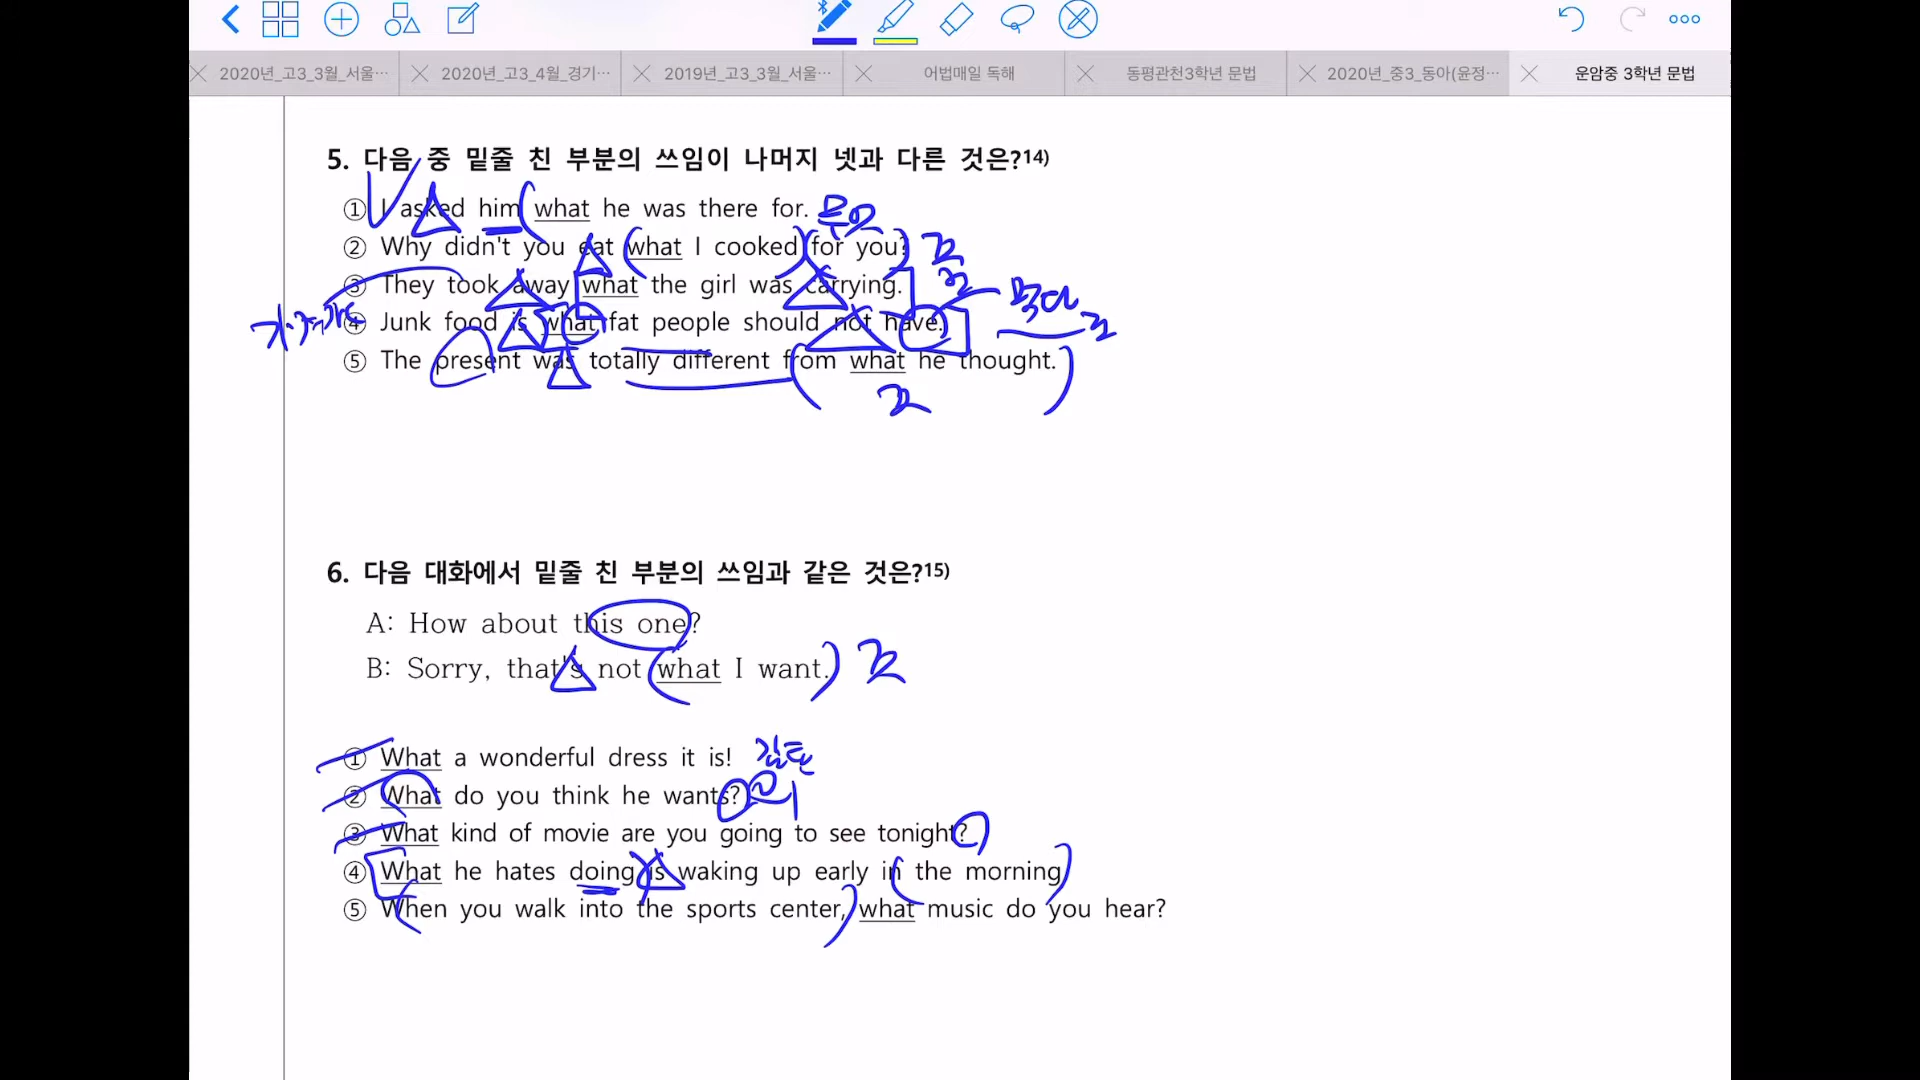 2020년_고3_3월_서울… 2020년_고3_4월_경기… 2019년_고3_3월_서울… 어법매일 독해 동평관천3학년 문법 2020년_중3_동아(윤정… 운암중 3학년 문법
5. 다음 중 밑줄 친 부분의 쓰임이 나머지 넷과 다른 것은?14)
① I asked him what he was there for.
② Why didn't you eat what I cooked for you?
③ They took away what the girl was carrying.
④ Junk food is what fat people should not have.
⑤ The present was totally different from what he thought.
6. 다음 대화에서 밑줄 친 부분의 쓰임과 같은 것은?15)
A: How about this one?
B: Sorry, that's not what I want.
① What a wonderful dress it is! 감탄
② What do you think he wants?
③ What kind of movie are you going to see tonight?
④ What he hates doing is waking up early in the morning
⑤ When you walk into the sports center, what music do you hear?